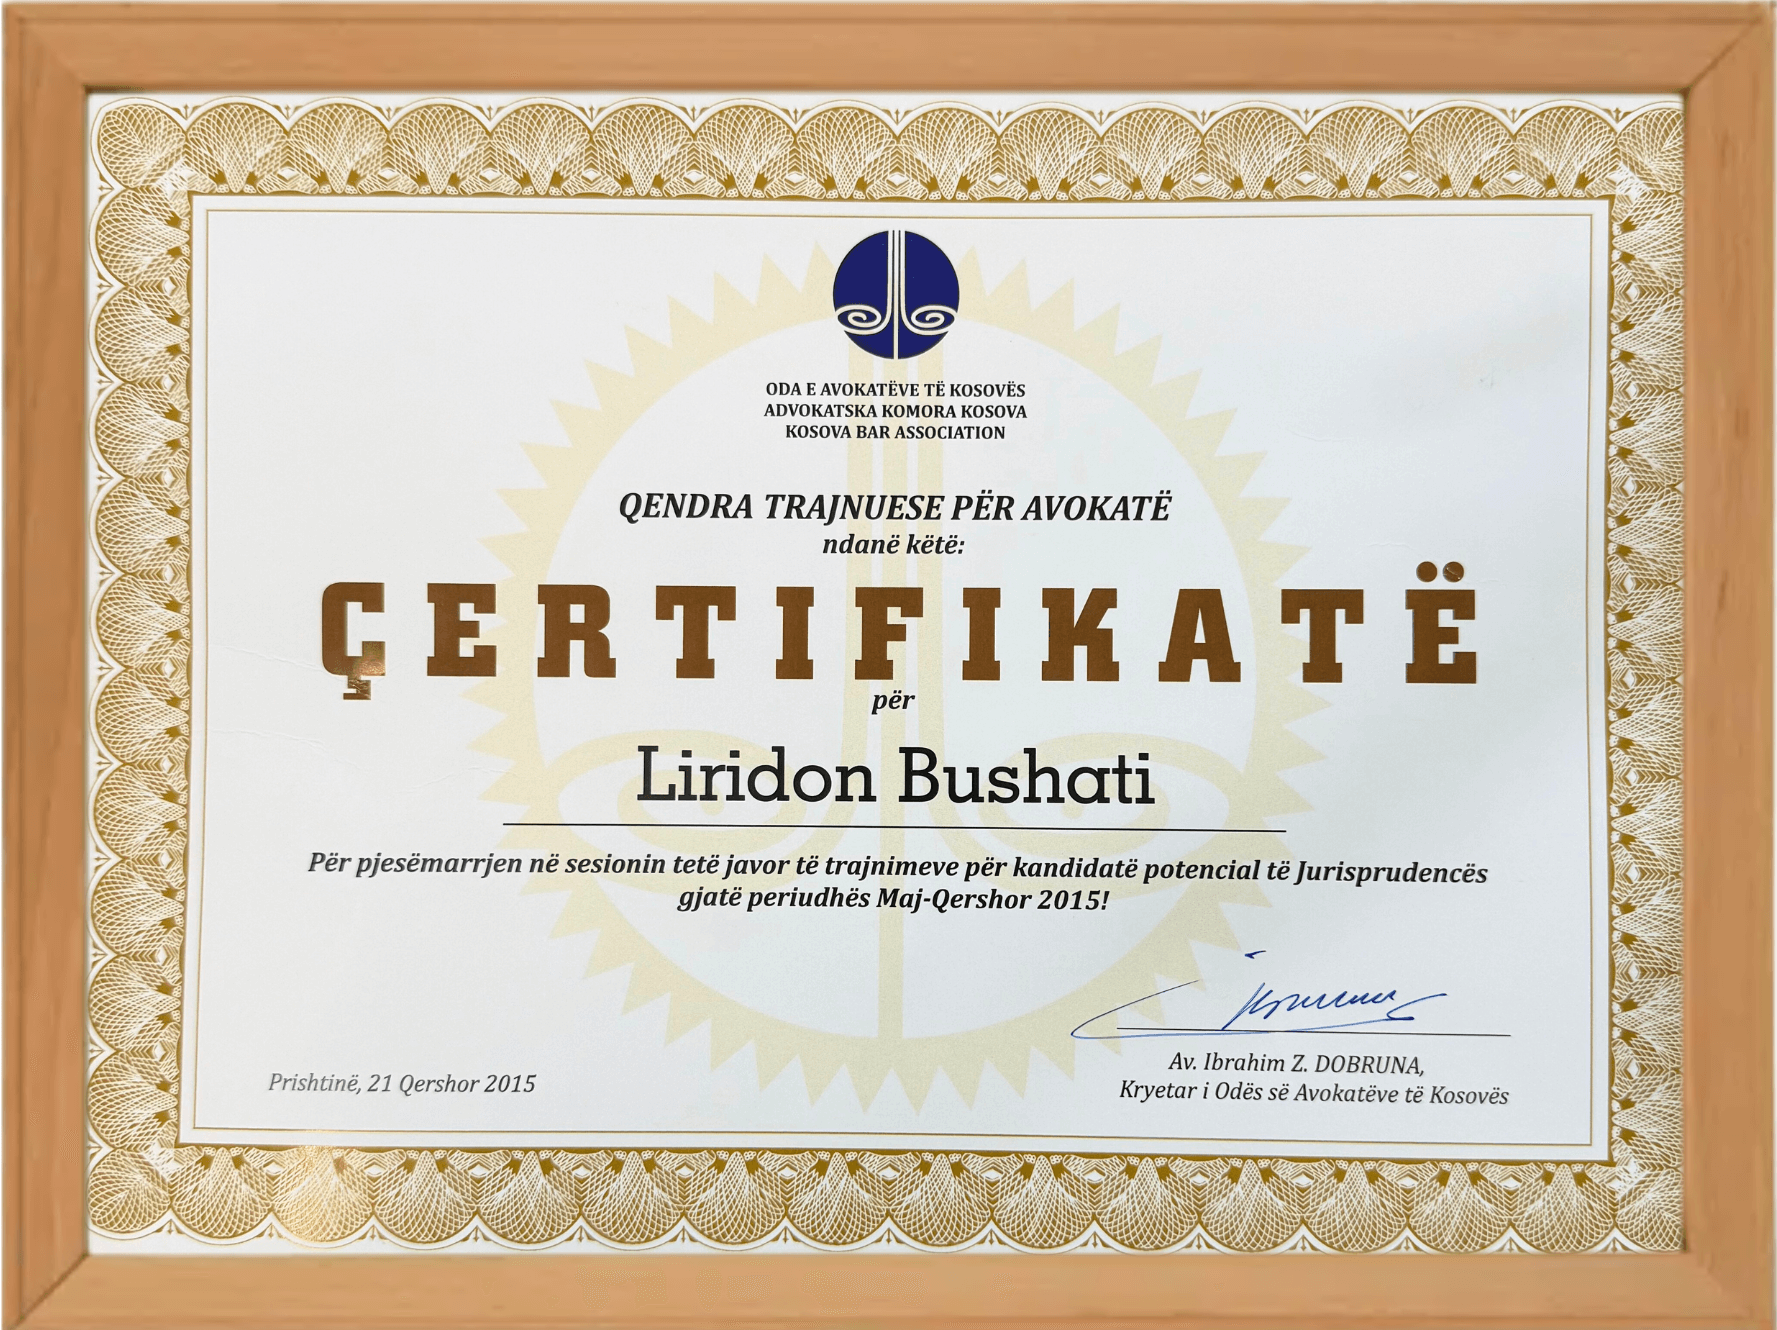 ODA E AVOKATËVE TË KOSOVËS
ADVOKATSKA KOMORA KOSOVA
KOSOVA BAR ASSOCIATION
QENDRA TRAJNUESE PËR AVOKATË
ndanë këtë:
ÇERTIFIKATË
për
Liridon Bushati
Për pjesëmarrjen në sesionin tetë javor të trajnimeve për kandidatë potencial të Jurisprudencës
gjatë periudhës Maj-Qershor 2015!
Av. Ibrahim Z. DOBRUNA,
Kryetar i Odës së Avokatëve të Kosovës
Prishtinë, 21 Qershor 2015